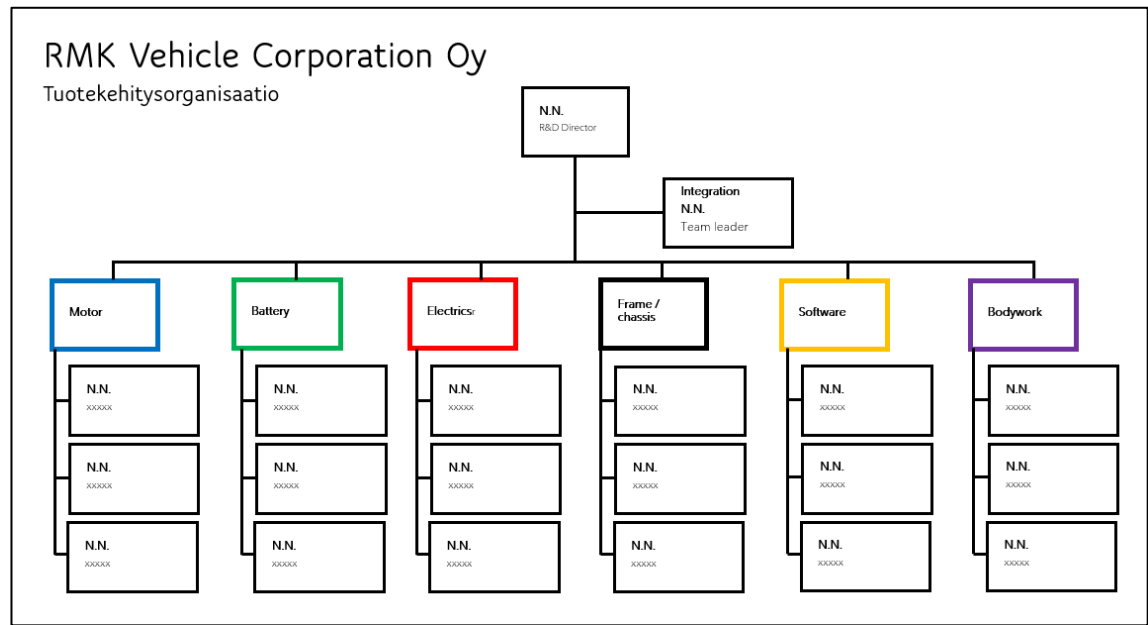 RMK Vehicle Corporation Oy
Tuotekehitysorganisaatio
N.N.
R&D Director
Integration
N.N.
Team leader
Motor
Battery
Electricsr
Frame /
chassis
Software
Bodywork
N.N.
xxxxx
N.N.
xxxxx
N.N.
xxxxx
N.N.
xxxxx
N.N.
xxxxx
N.N.
xxxxx
N.N.
xxxxx
N.N.
xxxxx
N.N.
xxxxx
N.N.
xxxxx
N.N.
xxxxx
N.N.
xxxxx
N.N.
xxxxx
N.N.
xxxxx
N.N.
xxxxx
N.N.
xxxxx
N.N.
xxxxx
N.N.
xxxxx